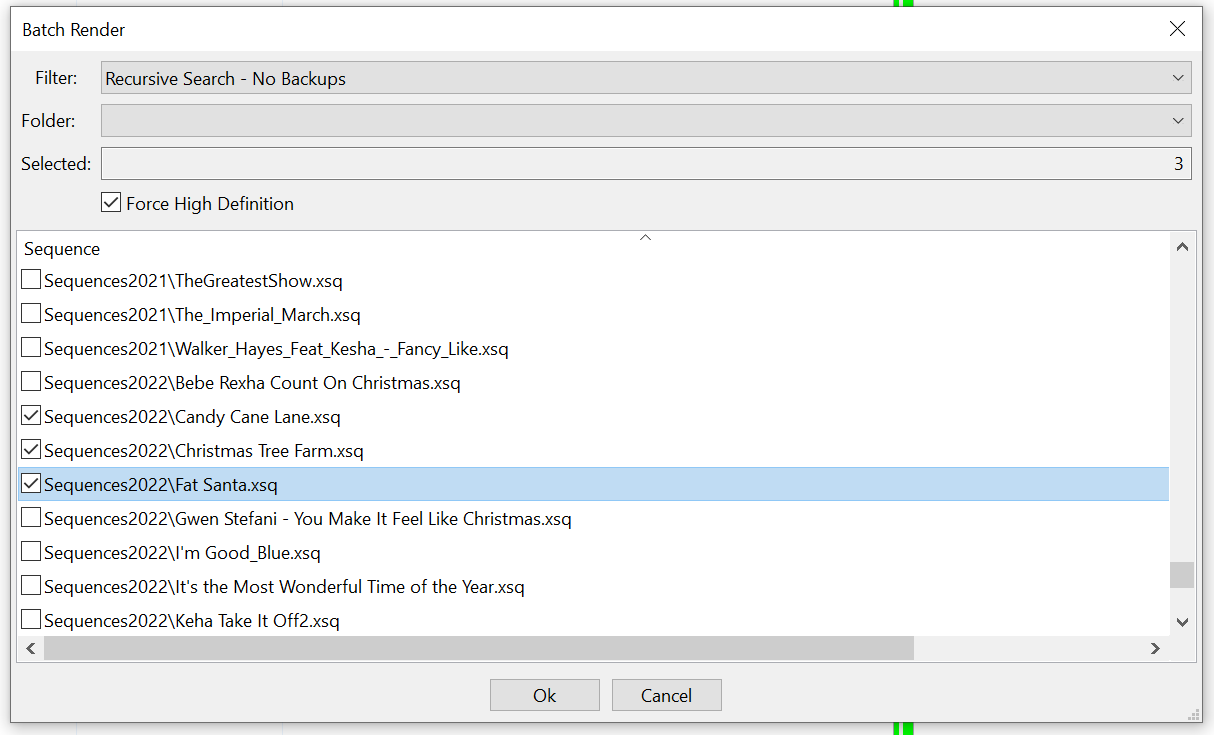 Batch Render
Filter: Recursive Search - No Backups
Folder:
Selected: 3
Force High Definition
Sequence
Sequences2021\TheGreatestShow.xsq
Sequences2021\The_Imperial_March.xsq
Sequences2021\Walker_Hayes_Feat_Kesha_-_Fancy_Like.xsq
Sequences2022\Bebe Rexha Count On Christmas.xsq
Sequences2022\Candy Cane Lane.xsq
Sequences2022\Christmas Tree Farm.xsq
Sequences2022\Fat Santa.xsq
Sequences2022\Gwen Stefani - You Make It Feel Like Christmas.xsq
Sequences2022\I'm Good_Blue.xsq
Sequences2022\It's the Most Wonderful Time of the Year.xsq
Sequences2022\Keha Take It Off2.xsq
Ok Cancel